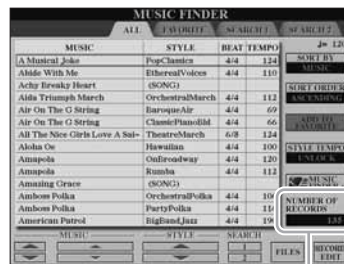 MUSIC FINDER
ALL FAVORITE SEARCH 1 SEARCH 2
MUSIC STYLE BEAT TEMPO
A Musical Joke PopClassics 4/4 124
Abide With Me EtherealVoices 4/4 110
Achy Breaky Heart (SONG)
Aida Triumph March OrchestralMarch 4/4 112
Air On The G String BaroqueAir 4/4 69
Air On The G String ClassicPianoBld 4/4 66
All The Nice Girls Love A Sai~ TheatreMarch 6/8 124
Aloha Oe Hawaiian 4/4 100
Amapola OnBroadway 4/4 120
Amapola Rumba 4/4 112
Amazing Grace (SONG)
Amboss Polka OrchestralPolka 4/4
Amboss Polka PartyPolka 4/4
American Patrol BigBandJazz 4/4
SORT BY
MUSIC
SORT ORDER
ASCENDING
ADD TO
FAVORITE
STYLE TEMPO
UNLOCK
MUSIC
NUMBER OF
RECORDS
135
MUSIC STYLE SEARCH
1
2
FILES
RECORD
EDIT